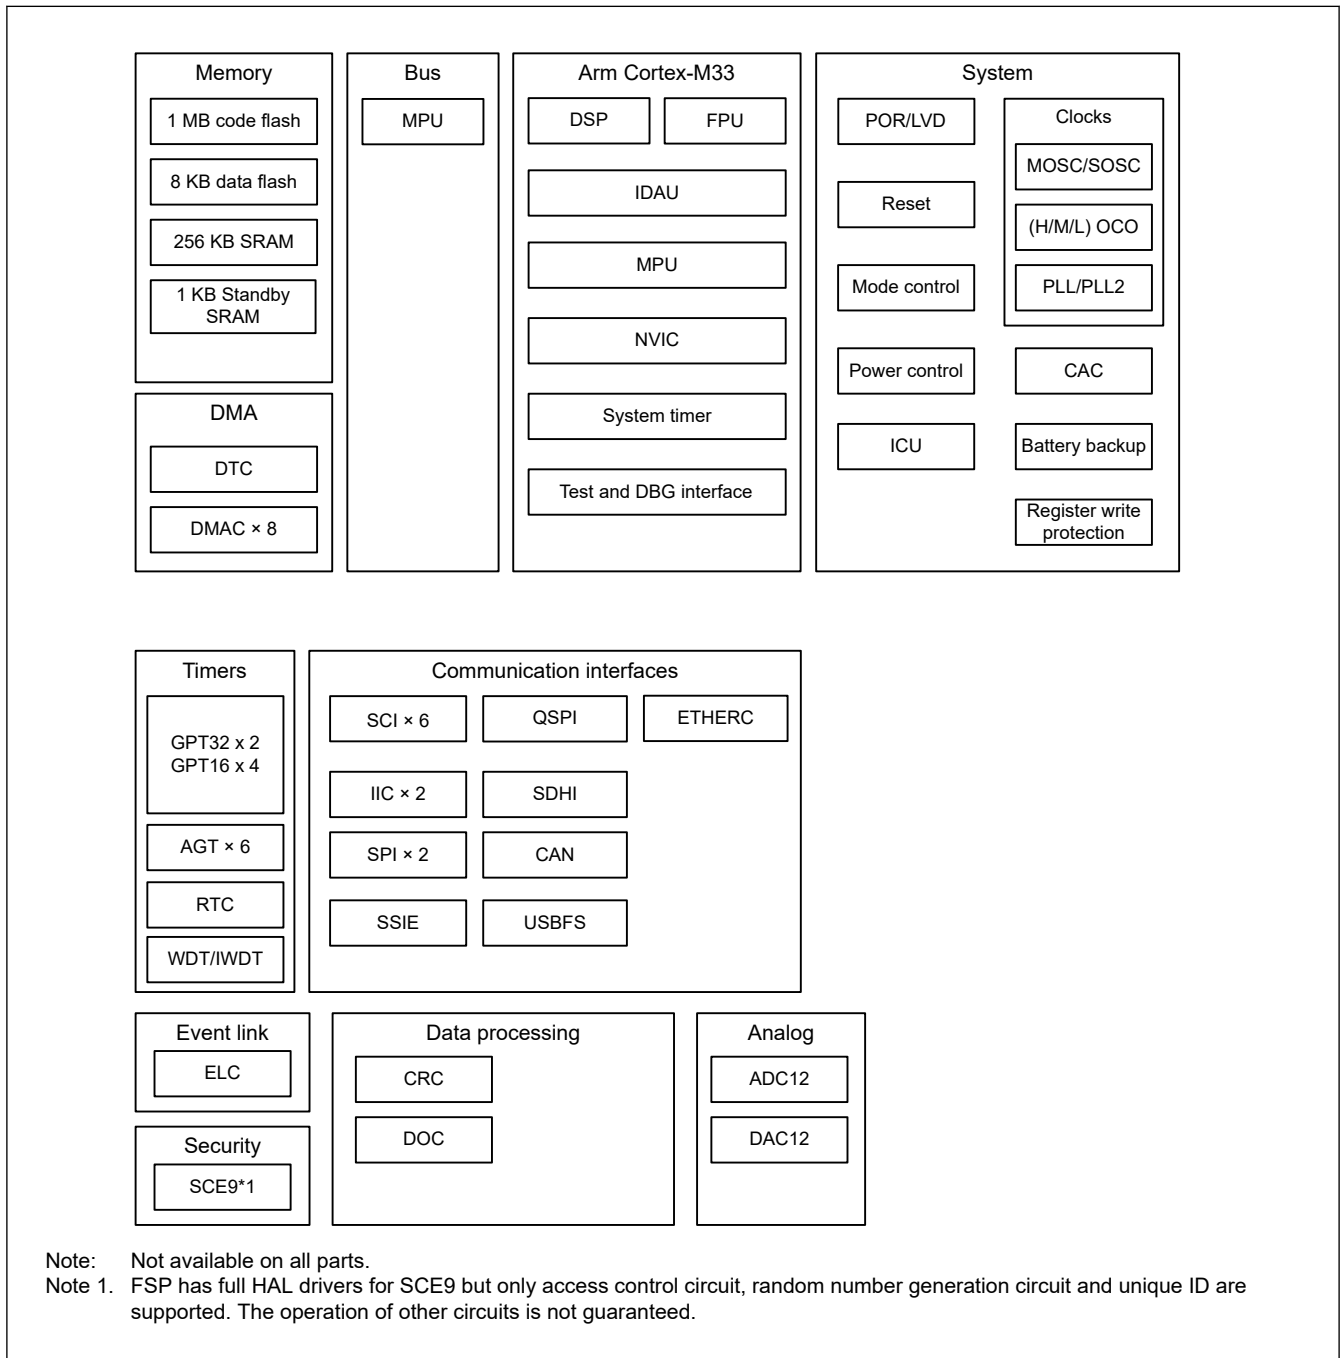 Memory
1 MB code flash
8 KB data flash
256 KB SRAM
1 KB Standby
SRAM
DMA
DTC
DMAC × 8
Bus
MPU
Arm Cortex-M33
DSP
FPU
IDAU
MPU
NVIC
System timer
Test and DBG interface
System
POR/LVD
Reset
Mode control
Power control
ICU
Clocks
MOSC/SOSC
(H/M/L) OCO
PLL/PLL2
CAC
Battery backup
Register write
protection
Timers
GPT32 x 2
GPT16 x 4
AGT × 6
RTC
WDT/IWDT
Communication interfaces
SCI × 6
QSPI
ETHERC
IIC × 2
SDHI
SPI × 2
CAN
SSIE
USBFS
Event link
ELC
Security
SCE9*1
Data processing
CRC
DOC
Analog
ADC12
DAC12
Note: Not available on all parts.
Note 1. FSP has full HAL drivers for SCE9 but only access control circuit, random number generation circuit and unique ID are
supported. The operation of other circuits is not guaranteed.